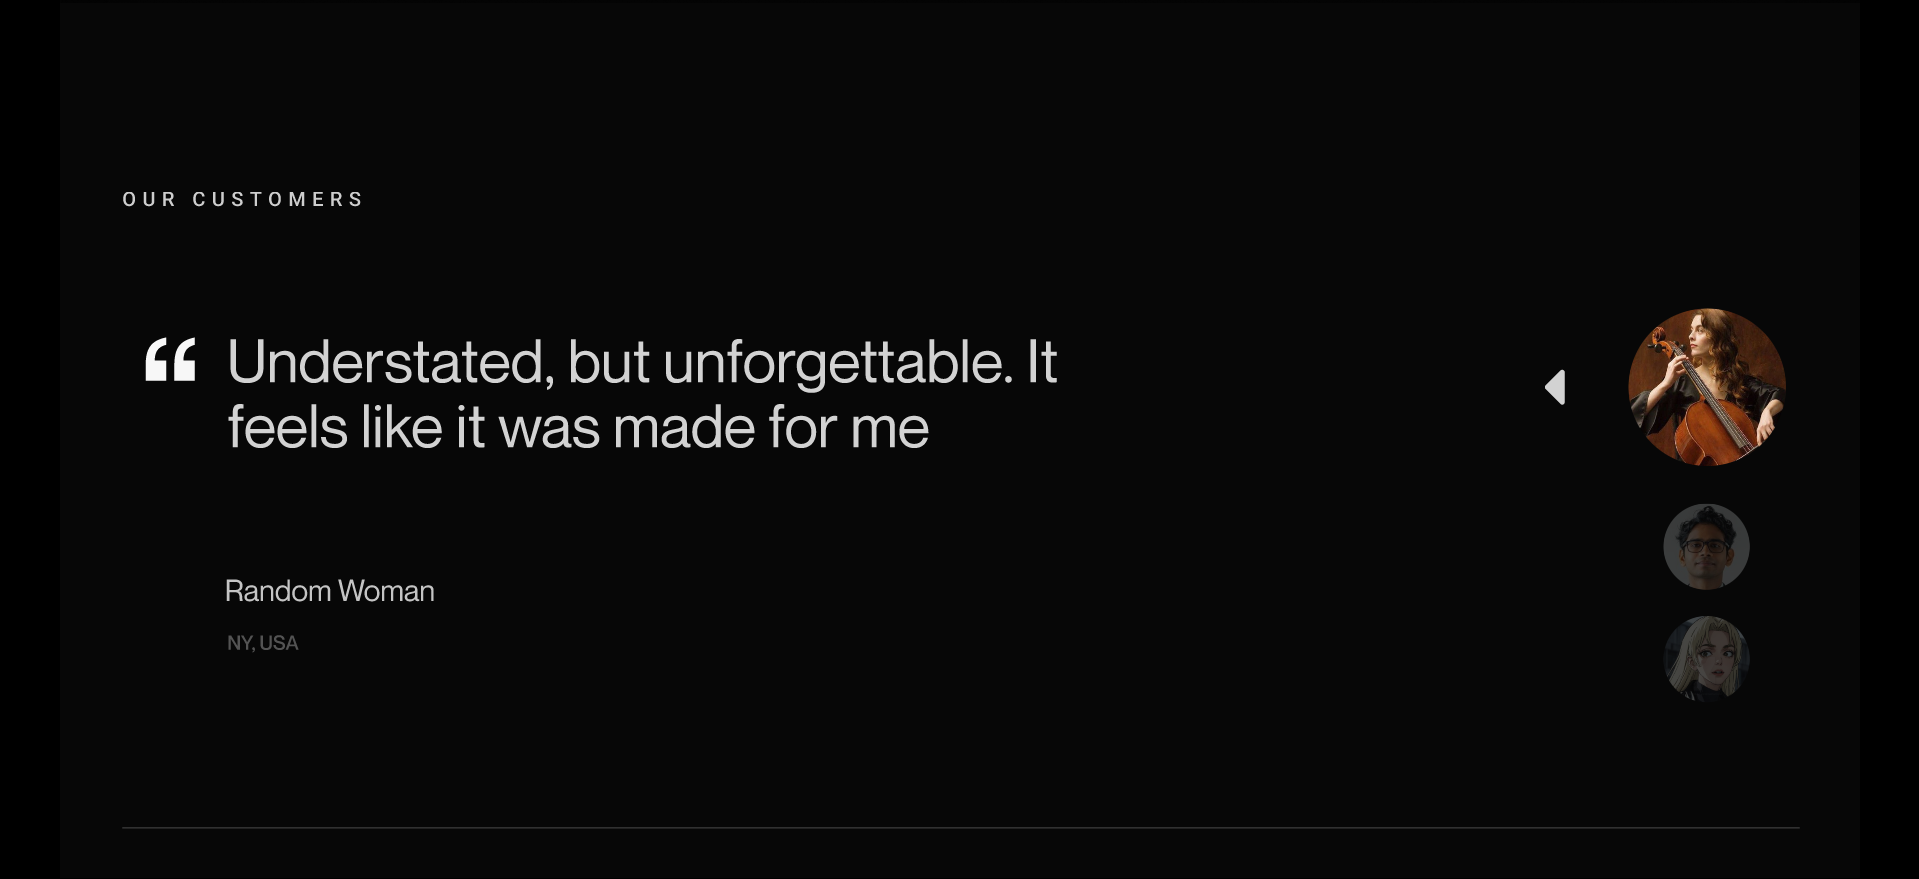 OUR CUSTOMERS
“ Understated, but unforgettable. It
feels like it was made for me
Random Woman
NY, USA